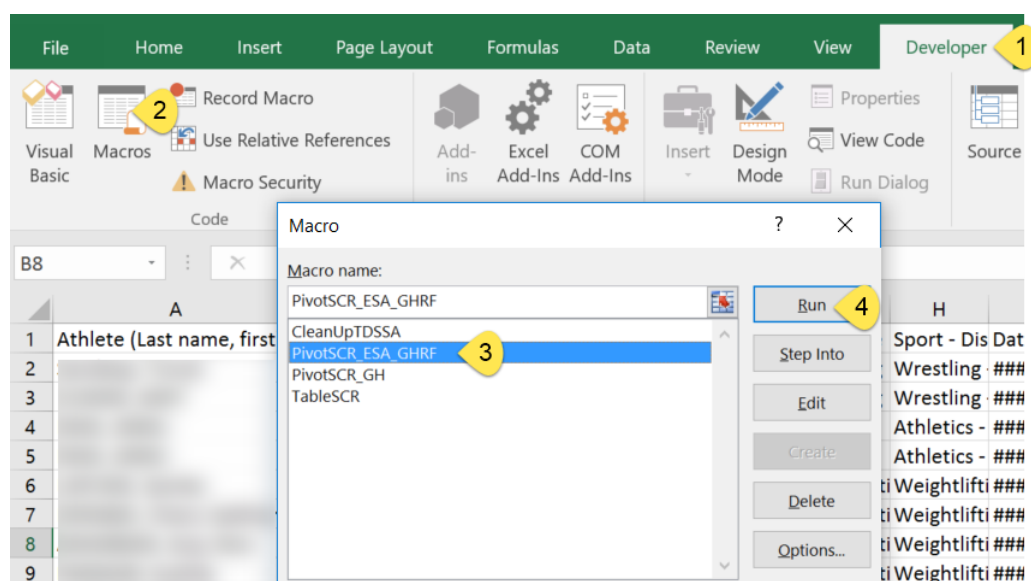 File Home Insert Page Layout Formulas Data Review View Developer 1
2
Record Macro
Use Relative References
Macro Security
Visual Basic
Macros
Code
Add-ins
Excel Add-Ins
COM Add-Ins
Insert
Design Mode
Properties
View Code
Run Dialog
Source
Macro ?
B8
Macro name:
PivotSCR_ESA_GHRF
Run 4
CleanUpTDSSA
PivotSCR_ESA_GHRF 3
PivotSCR_GH
TableSCR
Step Into
Edit
Create
Delete
Options...
A H
1 Athlete (Last name, first Sport - Dis Dat
2 Wrestling - ###
3 Wrestling - ###
4 Athletics - ###
5 Athletics - ###
6 ti Weightlifti ###
7 ti Weightlifti ###
8 ti Weightlifti ###
9 ti Weightlifti ###